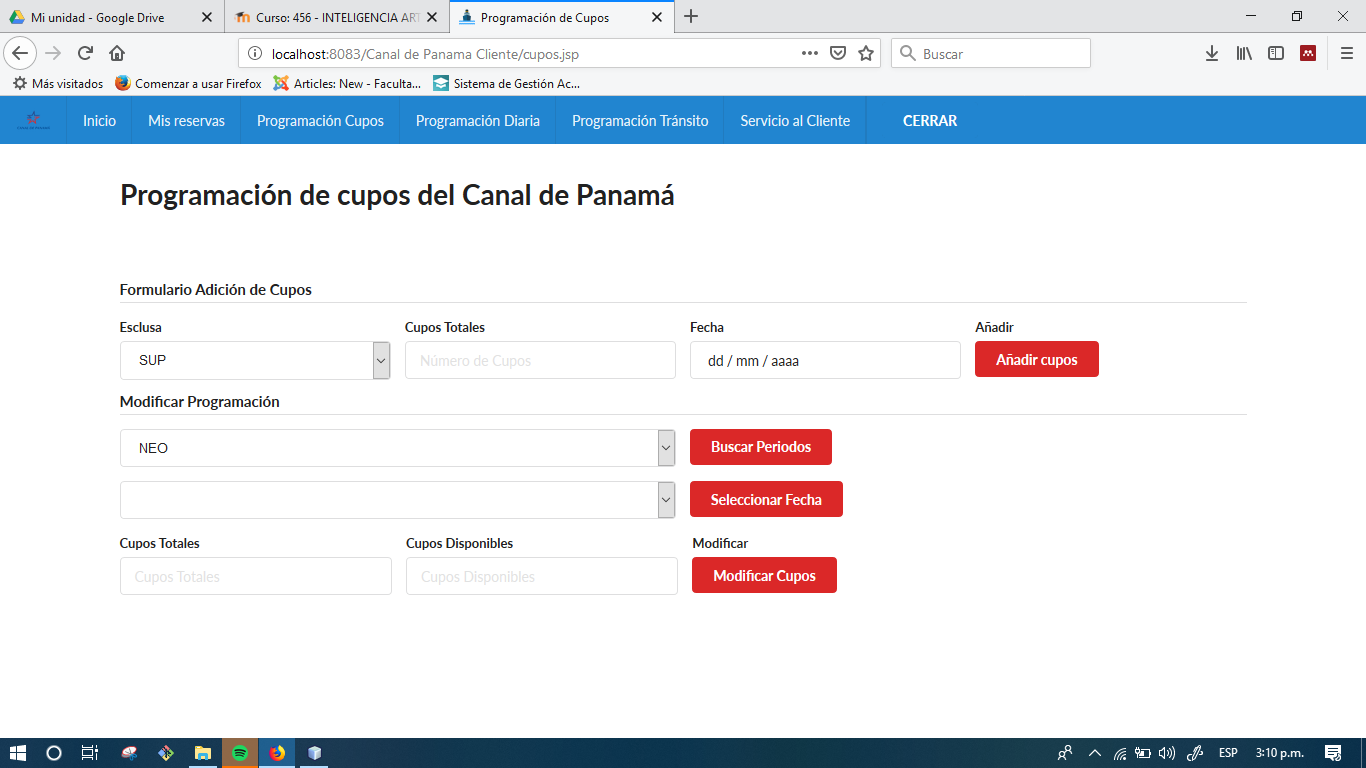 Mi unidad - Google Drive
Curso: 456 - INTELIGENCIA ART
Programación de Cupos
localhost:8083/Canal de Panama Cliente/cupos.jsp
Buscar
Más visitados
Comenzar a usar Firefox
Articles: New - Faculta...
Sistema de Gestión Ac...
Inicio
Mis reservas
Programación Cupos
Programación Diaria
Programación Tránsito
Servicio al Cliente
CERRAR
Programación de cupos del Canal de Panamá
Formulario Adición de Cupos
Esclusa
Cupos Totales
Fecha
Añadir
SUP
Número de Cupos
dd / mm / aaaa
Añadir cupos
Modificar Programación
NEO
Buscar Periodos
Seleccionar Fecha
Cupos Totales
Cupos Disponibles
Modificar
Cupos Totales
Cupos Disponibles
Modificar Cupos
ESP
3:10 p.m.